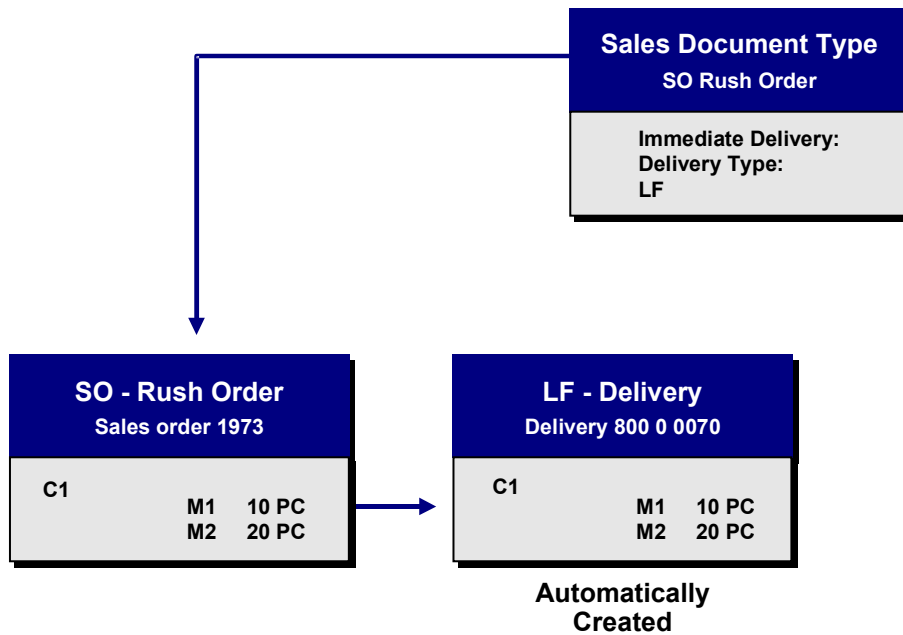 Sales Document Type
SO Rush Order
Immediate Delivery:
Delivery Type:
LF
SO - Rush Order
Sales order 1973
C1
M1 10 PC
M2 20 PC
LF - Delivery
Delivery 800 0 0070
C1
M1 10 PC
M2 20 PC
Automatically
Created